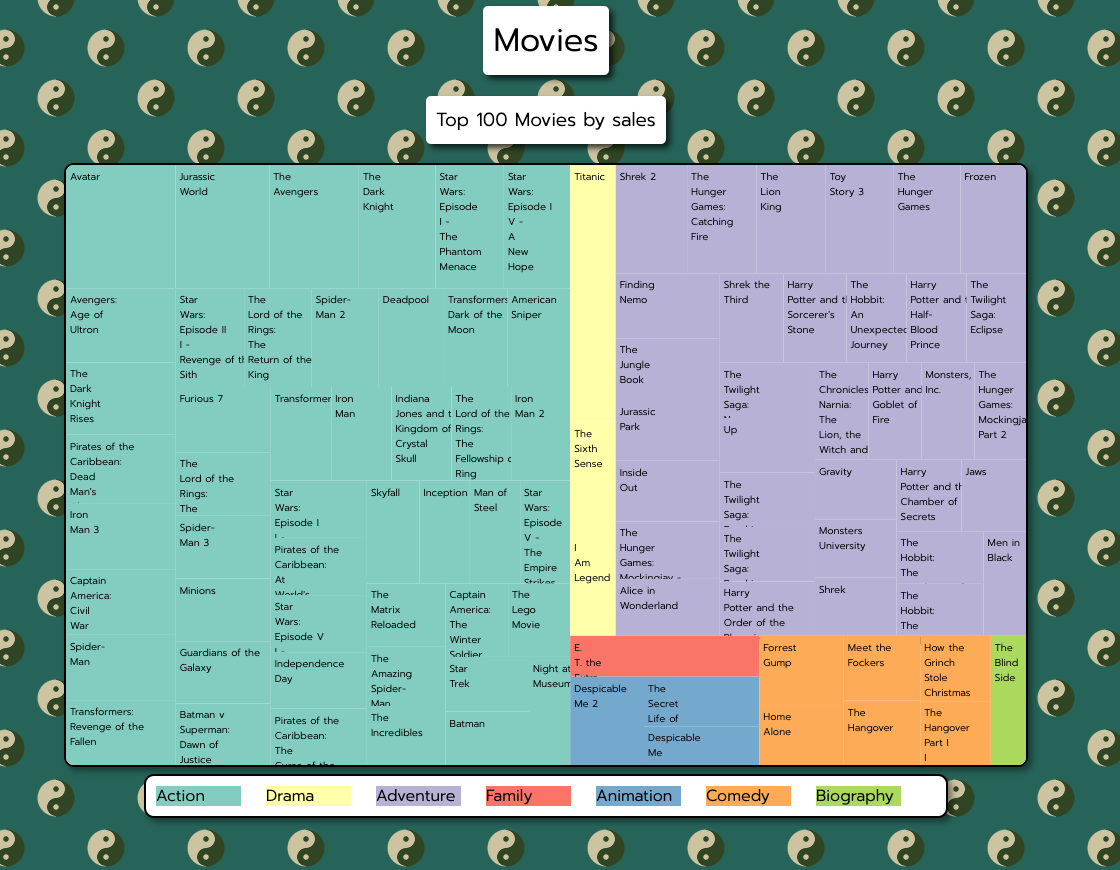 Movies
Top 100 Movies by sales
Avatar
Jurassic
World
The
Avengers
The
Dark
Knight
Star
Wars:
Episode
I -
The
Phantom
Menace
Star
Wars:
Episode I
V -
A
New
Hope
Avengers:
Age of
Ultron
Star
Wars:
Episode II
I -
Revenge of th
Sith
The
Lord of the
Rings:
The
Return of the
King
Spider-
Man 2
Deadpool
Transformers
Dark of the
Moon
American
Sniper
The
Dark
Knight
Rises
Furious 7
Transformer
Iron
Man
Indiana
Jones and t
Kingdom of
Crystal
Skull
The
Lord of the
Rings:
The
Fellowship o
Ring
Iron
Man 2
Pirates of the
Caribbean:
Dead
Man's
The
Lord of the
Rings:
The
Star
Wars:
Episode I
Skyfall
Inception
Man of
Steel
Star
Wars:
Episode
V -
The
Empire
Strikes
Iron
Man 3
Spider-
Man 3
Pirates of the
Caribbean:
At
World's
Captain
America:
Civil
War
Minions
Star
Wars:
Episode V
The
Matrix
Reloaded
Captain
America:
The
Winter
Soldier
The
Lego
Movie
Spider-
Man
Guardians of the
Galaxy
Independence
Day
The
Amazing
Spider-
Man
Star
Trek
Night at
Museum
Transformers:
Revenge of the
Fallen
Batman v
Superman:
Dawn of
Justice
Pirates of the
Caribbean:
The
Curse of the
The
Incredibles
Batman
Titanic
The
Sixth
Sense
I
Am
Legend
Shrek 2
The
Hunger
Games:
Catching
Fire
The
Lion
King
Toy
Story 3
The
Hunger
Games
Frozen
Finding
Nemo
Shrek the
Third
Harry
Potter and th
Sorcerer's
Stone
The
Hobbit:
An
Unexpected
Journey
Harry
Potter and t
Half-
Blood
Prince
The
Twilight
Saga:
Eclipse
The
Jungle
Book
The
Twilight
Saga:
The
Chronicles
Narnia:
The
Lion, the
Witch and
Harry
Potter and
Goblet of
Fire
Monsters,
Inc.
The
Hunger
Games:
Mockingja
Part 2
Jurassic
Park
Up
Inside
Out
The
Twilight
Saga:
Gravity
Harry
Potter and th
Chamber of
Secrets
Jaws
The
Hunger
Games:
Mockingjay -
The
Twilight
Saga:
Monsters
University
The
Hobbit:
The
Men in
Black
Alice in
Wonderland
Harry
Potter and the
Order of the
Shrek
The
Hobbit:
The
E.
T. the
Extra
Despicable
Me 2
The
Secret
Life of
Despicable
Me
Forrest
Gump
Meet the
Fockers
How the
Grinch
Stole
Christmas
The
Blind
Side
Home
Alone
The
Hangover
The
Hangover
Part I
I
Action
Drama
Adventure
Family
Animation
Comedy
Biography